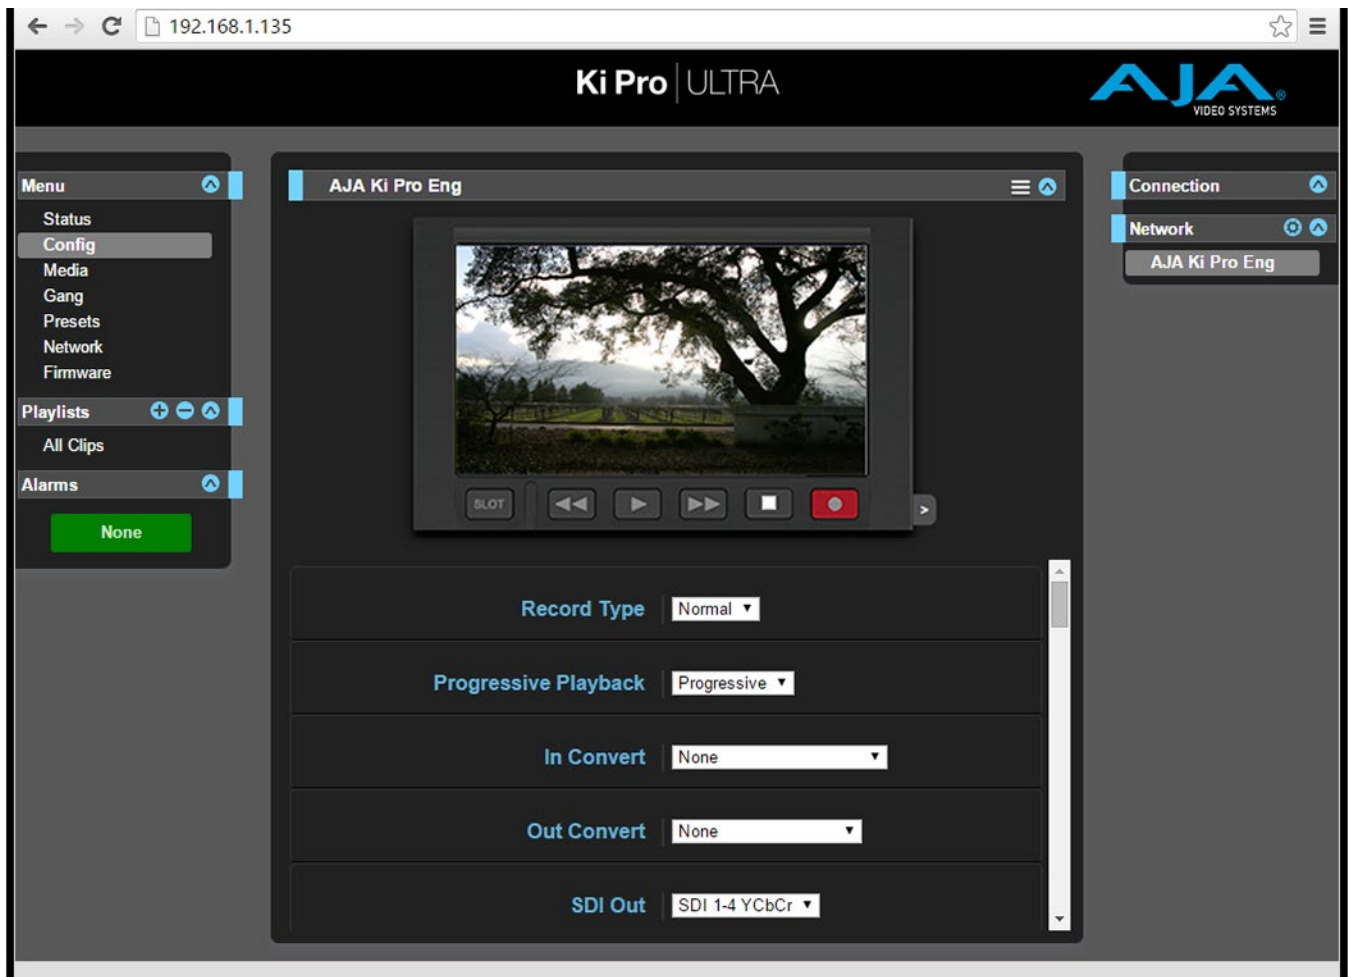 192.168.1.135
Ki Pro ULTRA
AJA
VIDEO SYSTEMS
Menu
Status
Config
Media
Gang
Presets
Network
Firmware
Playlists
All Clips
Alarms
None
AJA Ki Pro Eng
SLOT
Record Type Normal
Progressive Playback Progressive
In Convert None
Out Convert None
SDI Out SDI 1-4 YCbCr
Connection
Network
AJA Ki Pro Eng